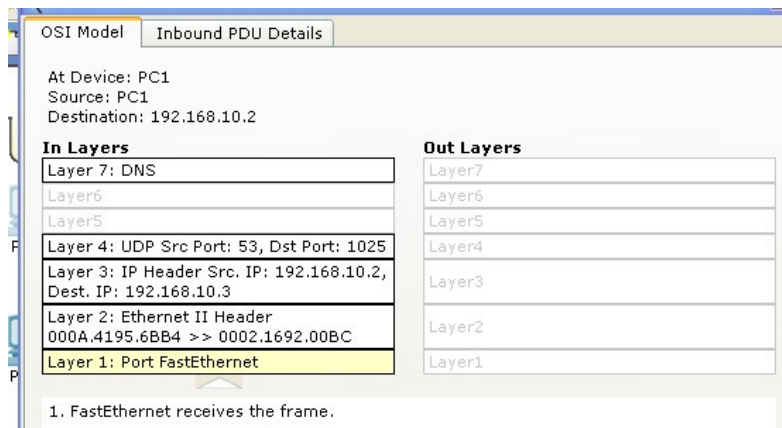 OSI Model
Inbound PDU Details
At Device: PC1
Source: PC1
Destination: 192.168.10.2
In Layers
Layer 7: DNS
Layer6
Layer5
Layer 4: UDP Src Port: 53, Dst Port: 1025
Layer 3: IP Header Src. IP: 192.168.10.2,
Dest. IP: 192.168.10.3
Layer 2: Ethernet II Header
000A.4195.6BB4 >> 0002.1692.00BC
Layer 1: Port FastEthernet
Out Layers
Layer7
Layer6
Layer5
Layer4
Layer3
Layer2
Layer1
1. FastEthernet receives the frame.